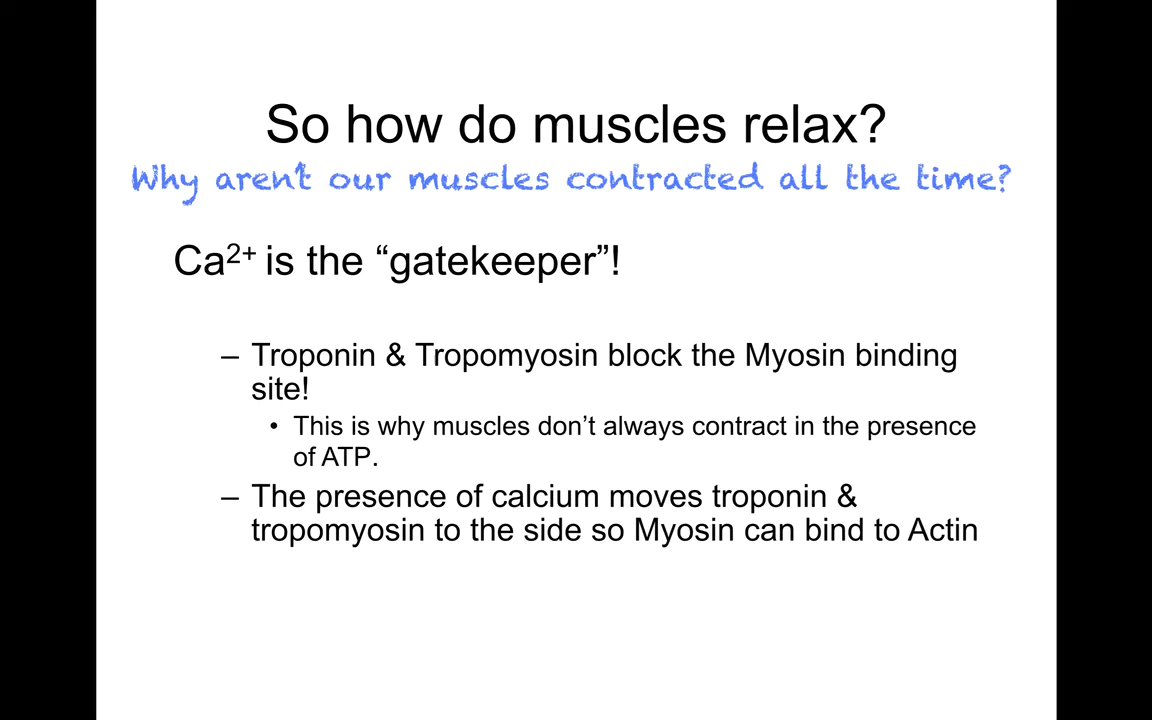 So how do muscles relax?
Why aren't our muscles contracted all the time?
Ca²⁺ is the “gatekeeper”!
– Troponin & Tropomyosin block the Myosin binding
site!
• This is why muscles don’t always contract in the presence
of ATP.
– The presence of calcium moves troponin &
tropomyosin to the side so Myosin can bind to Actin